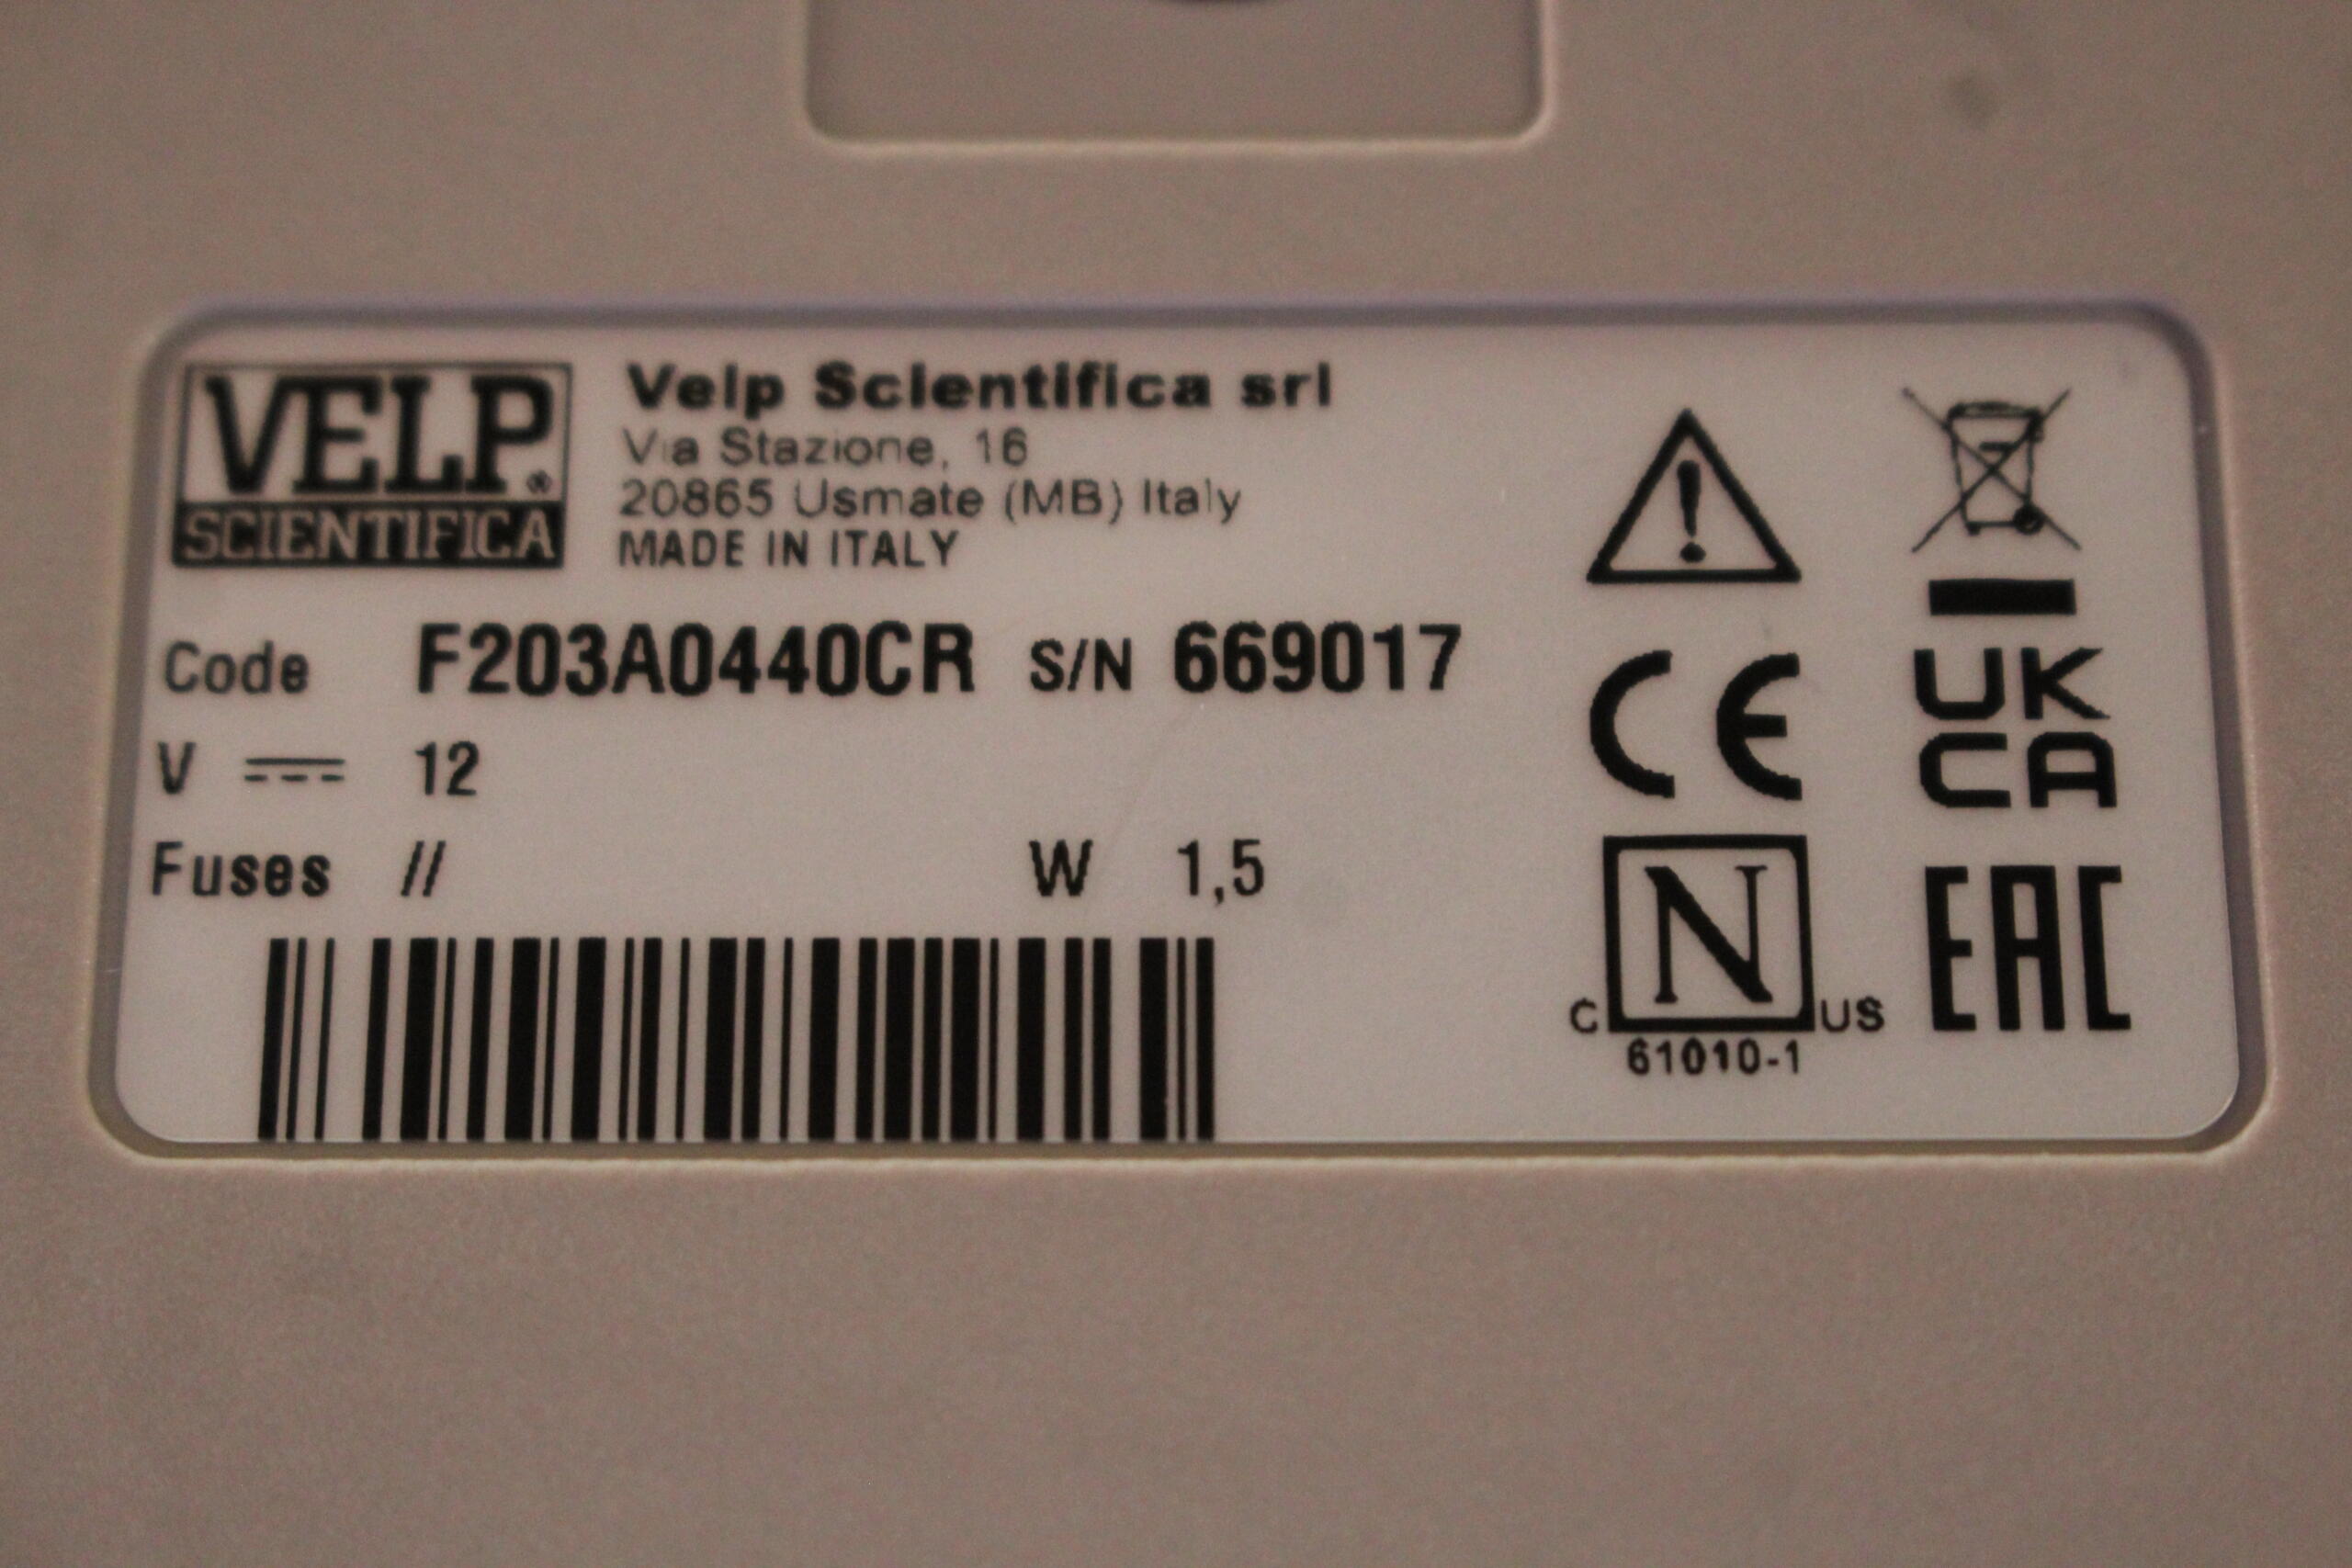 VELP®
SCIENTIFICA
Velp Scientifica srl
Via Stazione, 16
20865 Usmate (MB) Italy
MADE IN ITALY
Code F203A0440CR S/N 669017
V 12
Fuses // W 1,5
CE
UK
CA
N
C US
61010-1
EAC